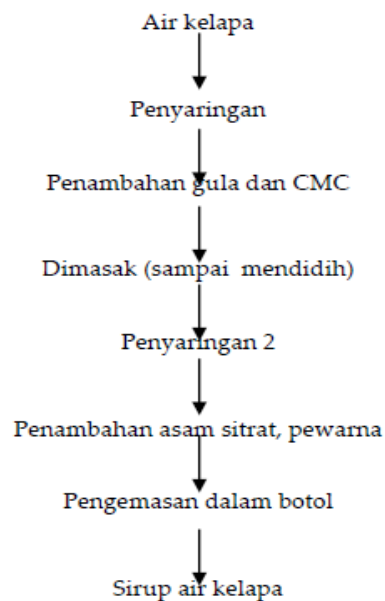 Air kelapa
Penyaringan
Penambahan gula dan CMC
Dimasak (sampai mendidih)
Penyaringan 2
Penambahan asam sitrat, pewarna
Pengemasan dalam botol
Sirup air kelapa